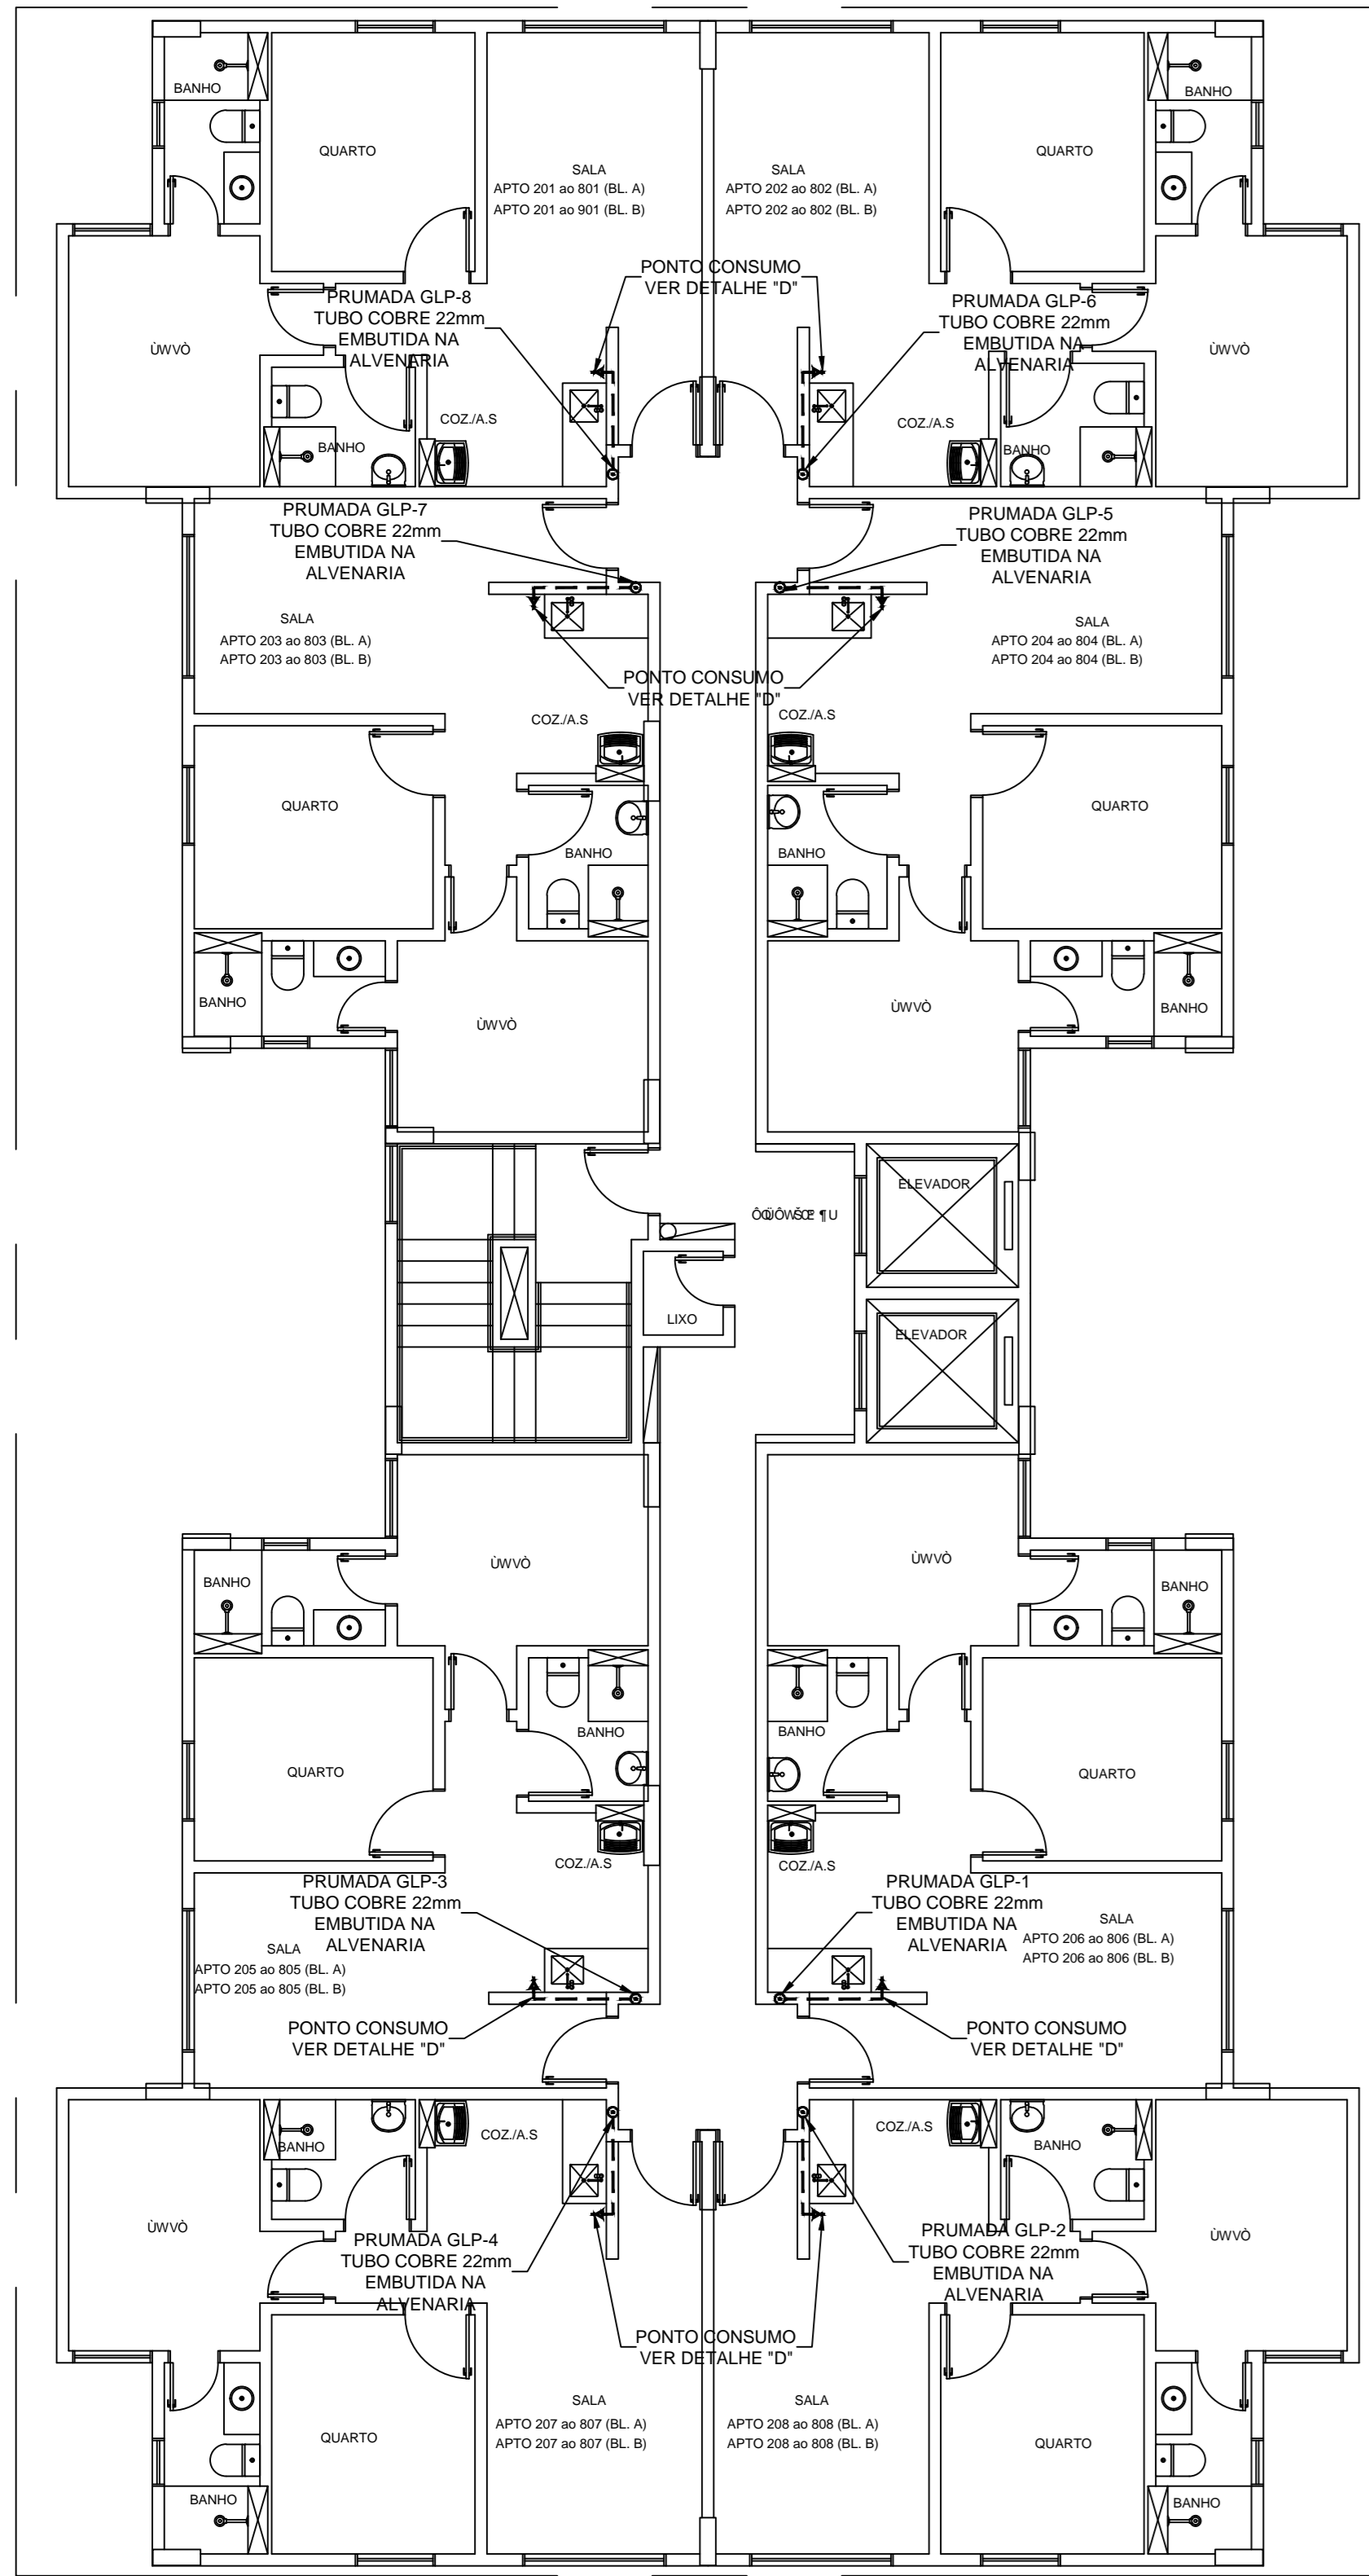 BANHO
BANHO
QUARTO
QUARTO
SALA
APTO 201 ao 801 (BL. A)
APTO 201 ao 901 (BL. B)
SALA
APTO 202 ao 802 (BL. A)
APTO 202 ao 802 (BL. B)
PONTO CONSUMO
VER DETALHE "D"
PRUMADA GLP-8
TUBO COBRE 22mm
EMBUTIDA NA
ALVENARIA
PRUMADA GLP-6
TUBO COBRE 22mm
EMBUTIDA NA
ALVENARIA
ÙWVÒ
ÙWVÒ
COZ./A.S
COZ./A.S
BANHO
BANHO
PRUMADA GLP-7
TUBO COBRE 22mm
EMBUTIDA NA
ALVENARIA
PRUMADA GLP-5
TUBO COBRE 22mm
EMBUTIDA NA
ALVENARIA
SALA
APTO 203 ao 803 (BL. A)
APTO 203 ao 803 (BL. B)
SALA
APTO 204 ao 804 (BL. A)
APTO 204 ao 804 (BL. B)
PONTO CONSUMO
VER DETALHE "D"
COZ./A.S
COZ./A.S
QUARTO
QUARTO
BANHO
BANHO
BANHO
BANHO
ÙWVÒ
ÙWVÒ
ELEVADOR
LIXO
ELEVADOR
ÙWVÒ
ÙWVÒ
BANHO
BANHO
BANHO
BANHO
QUARTO
QUARTO
COZ./A.S
COZ./A.S
PRUMADA GLP-3
TUBO COBRE 22mm
EMBUTIDA NA
ALVENARIA
PRUMADA GLP-1
TUBO COBRE 22mm
EMBUTIDA NA
ALVENARIA
SALA
APTO 205 ao 805 (BL. A)
APTO 205 ao 805 (BL. B)
SALA
APTO 206 ao 806 (BL. A)
APTO 206 ao 806 (BL. B)
PONTO CONSUMO
VER DETALHE "D"
PONTO CONSUMO
VER DETALHE "D"
COZ./A.S
COZ./A.S
BANHO
BANHO
ÙWVÒ
ÙWVÒ
PRUMADA GLP-4
TUBO COBRE 22mm
EMBUTIDA NA
ALVENARIA
PRUMADA GLP-2
TUBO COBRE 22mm
EMBUTIDA NA
ALVENARIA
PONTO CONSUMO
VER DETALHE "D"
SALA
APTO 207 ao 807 (BL. A)
APTO 207 ao 807 (BL. B)
SALA
APTO 208 ao 808 (BL. A)
APTO 208 ao 808 (BL. B)
QUARTO
QUARTO
BANHO
BANHO